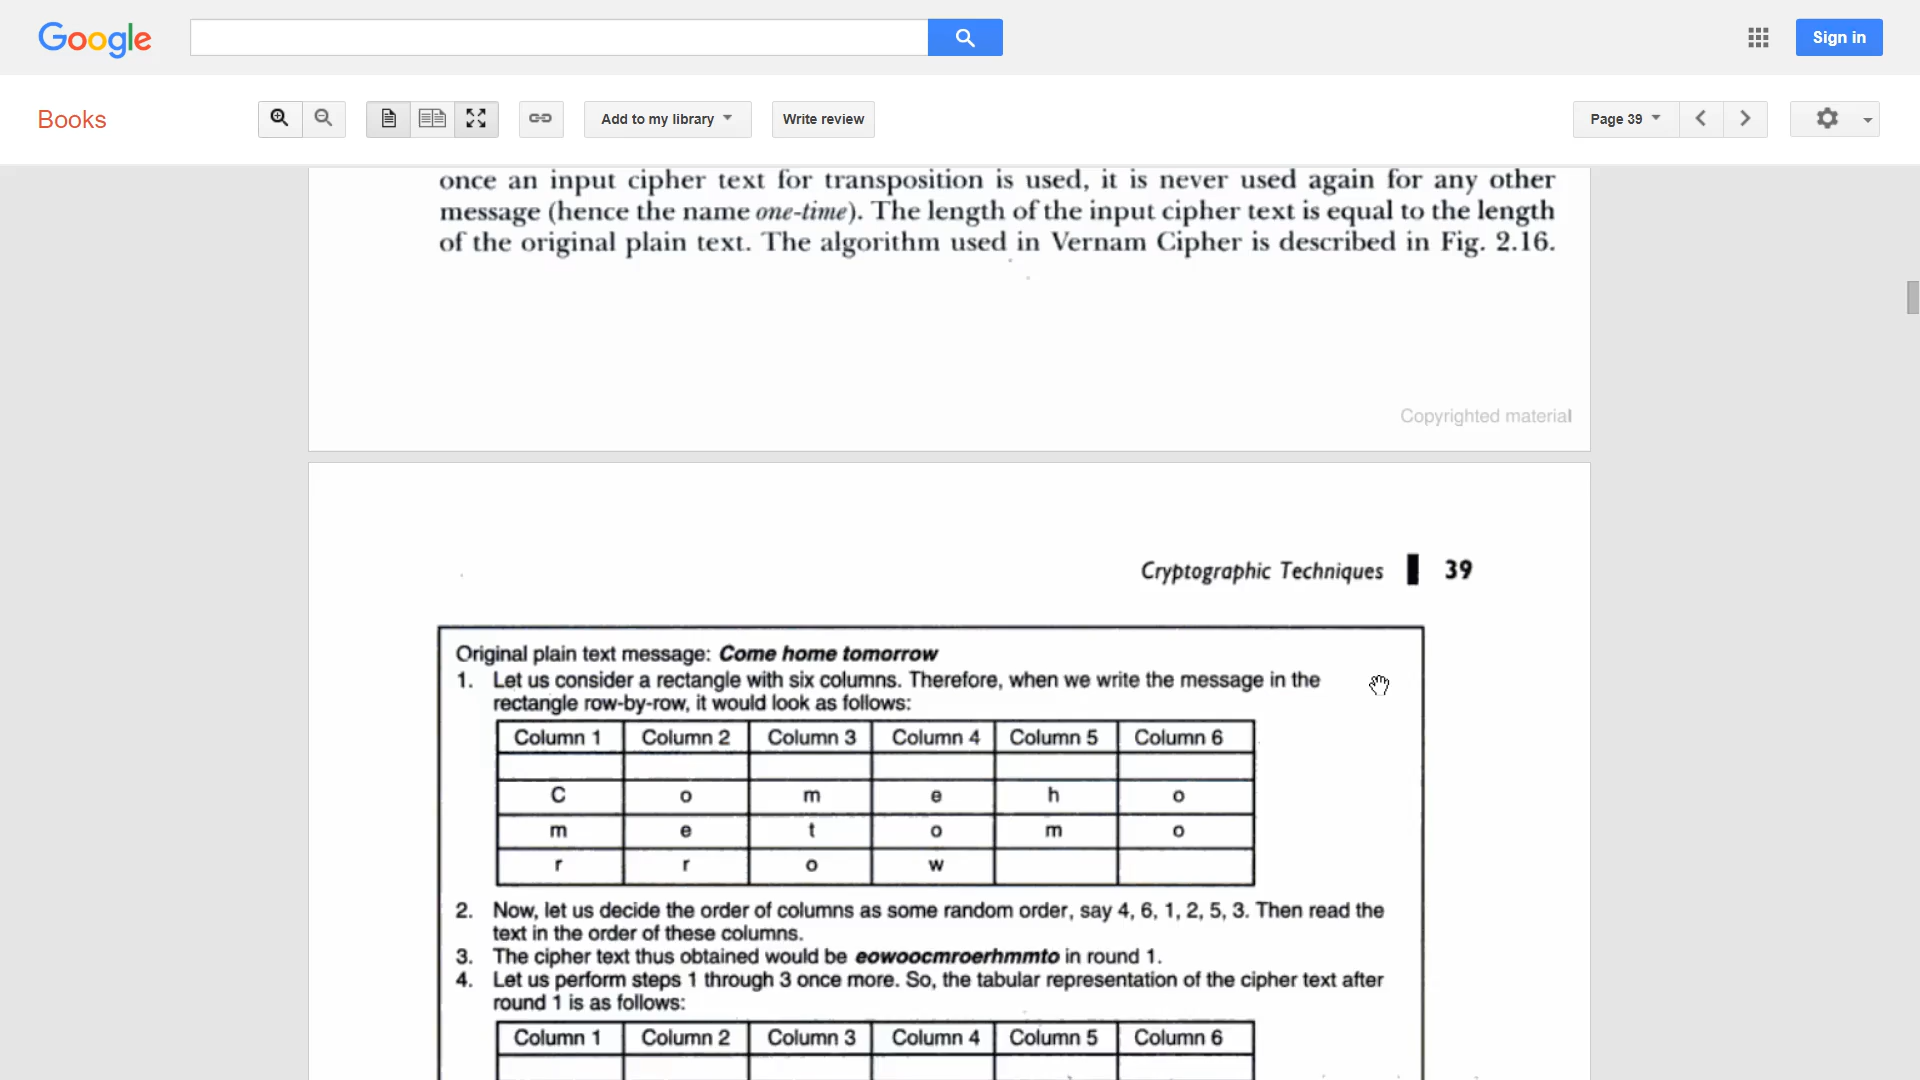 Google
Sign in
Books
Add to my library
Write review
Page 39
once an input cipher text for transposition is used, it is never used again for any other
message (hence the name one-time). The length of the input cipher text is equal to the length
of the original plain text. The algorithm used in Vernam Cipher is described in Fig. 2.16.
Copyrighted material
Cryptographic Techniques 39
Original plain text message: Come home tomorrow
1. Let us consider a rectangle with six columns. Therefore, when we write the message in the
rectangle row-by-row, it would look as follows:
Column 1 Column 2 Column 3 Column 4 Column 5 Column 6
C o m e h o
m e t o m o
r r o w
2. Now, let us decide the order of columns as some random order, say 4, 6, 1, 2, 5, 3. Then read the
text in the order of these columns.
3. The cipher text thus obtained would be eowoocmroerhmmto in round 1.
4. Let us perform steps 1 through 3 once more. So, the tabular representation of the cipher text after
round 1 is as follows:
Column 1 Column 2 Column 3 Column 4 Column 5 Column 6